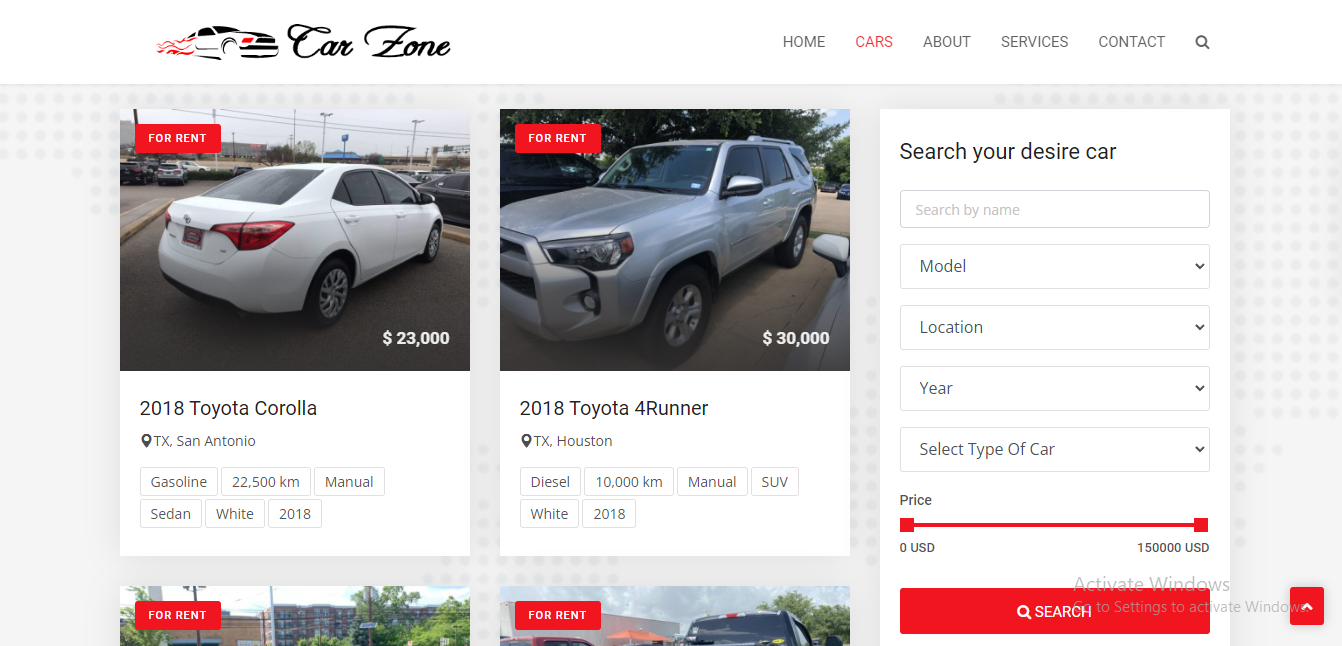 Car Zone
HOME CARS ABOUT SERVICES CONTACT
FOR RENT
$ 23,000
2018 Toyota Corolla
TX, San Antonio
Gasoline 22,500 km Manual
Sedan White 2018
FOR RENT
$ 30,000
2018 Toyota 4Runner
TX, Houston
Diesel 10,000 km Manual SUV
White 2018
FOR RENT
FOR RENT
Search your desire car
Search by name
Model
Location
Year
Select Type Of Car
Price
0 USD 150000 USD
SEARCH
Activate Windows
Go to Settings to activate Windows.